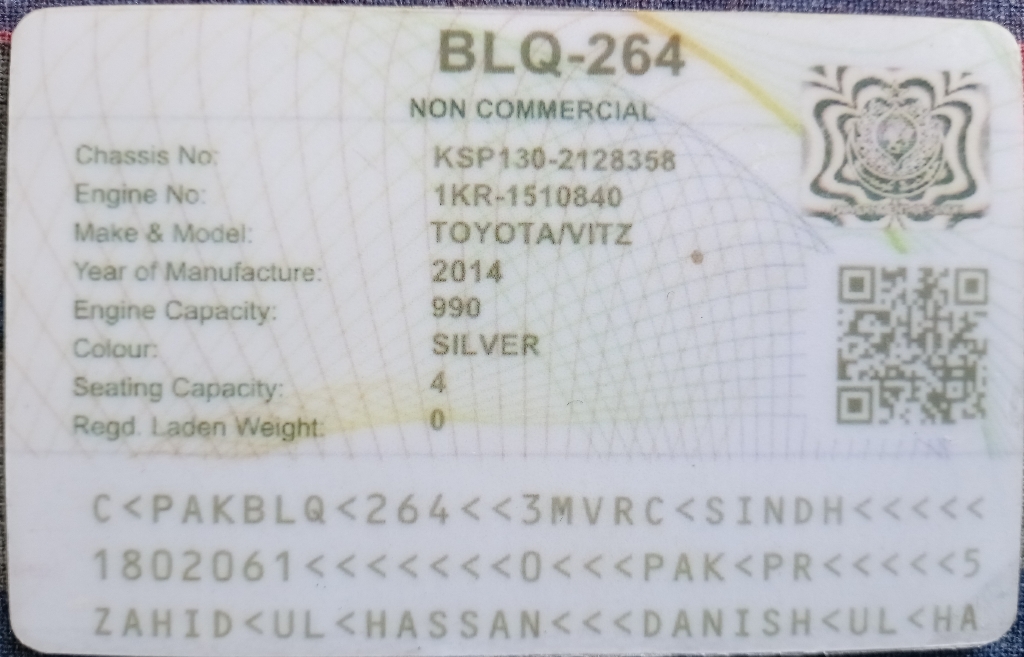 BLQ-264
NON COMMERCIAL
Chassis No: KSP130-2128358
Engine No: 1KR-1510840
Make & Model: TOYOTA/VITZ
Year of Manufacture: 2014
Engine Capacity: 990
Colour: SILVER
Seating Capacity: 4
Regd. Laden Weight: 0
C<PAKBLQ<264<<3MVRC<SINDH<<<<<
1802061<<<<<<<0<<<PAK<PR<<<<<5
ZAHID<UL<HASSAN<<<DANISH<UL<HA